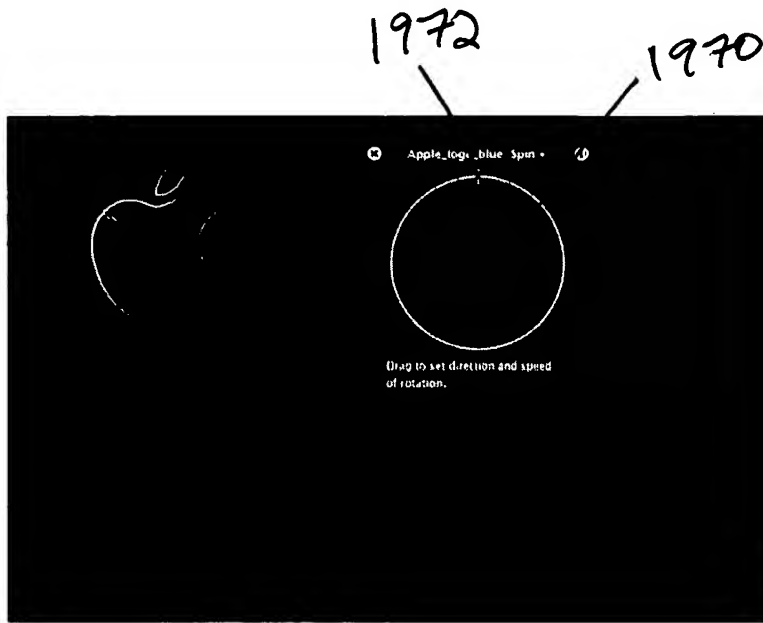 1972
1970
Apple_logo_blue: Spin
Drag to set direction and speed
of rotation.